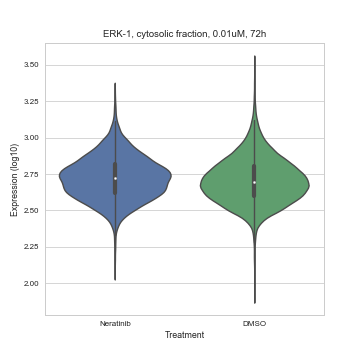 ERK-1, cytosolic fraction, 0.01uM, 72h
3.50
3.25
3.00
2.75
2.50
2.25
2.00
Expression (log10)
Neratinib
DMSO
Treatment